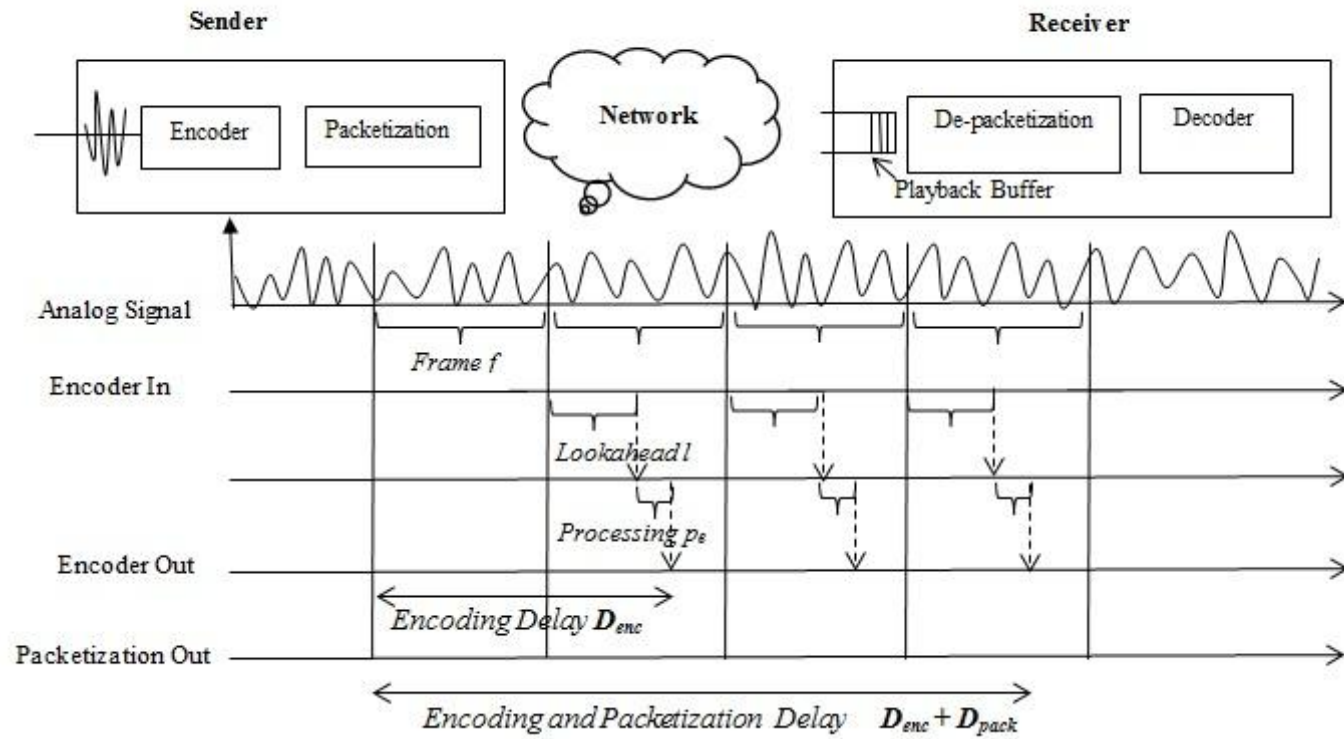 Sender
Receiver
Encoder
Packetization
Network
De-packetization
Decoder
Playback Buffer
Analog Signal
Frame f
Encoder In
Lookahead l
Processing pe
Encoder Out
Encoding Delay Denc
Packetization Out
Encoding and Packetization Delay Denc + Dpack